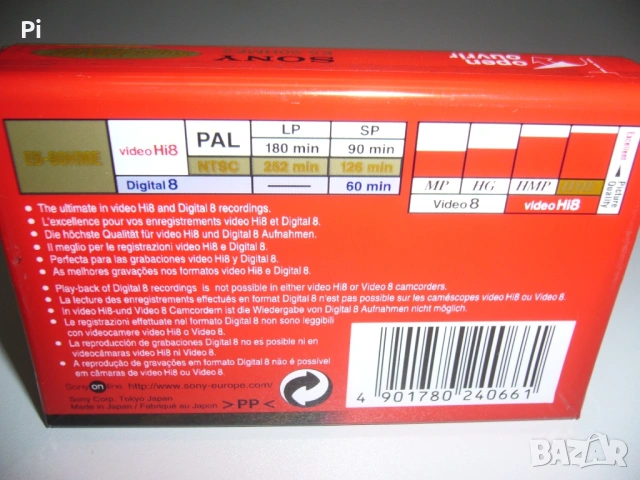 Pi
SONY
open
ouvrir
E5-90HME
video Hi8
PAL
LP
SP
180 min
90 min
NTSC
252 min
126 min
Digital 8
60 min
MP
HG
HMP
Video 8
video Hi8
Excellent
Picture
Quality
• The ultimate in video Hi8 and Digital 8 recordings.
• L'excellence pour vos enregistrements video Hi8 et Digital 8.
• Die höchste Qualität für video Hi8 und Digital 8 Aufnahmen.
• Il meglio per le registrazioni video Hi8 e Digital 8.
• Perfecta para las grabaciones video Hi8 y Digital 8.
• As melhores gravações nos formatos video Hi8 e Digital 8.
• Play-back of Digital 8 recordings is not possible in either video Hi8 or Video 8 camcorders.
• La lecture des enregistrements effectués en format Digital 8 n'est pas possible sur les caméscopes video Hi8 ou Video 8.
• In video Hi8-und Video 8 Camcordern ist die Wiedergabe von Digital 8 Aufnahmen nicht möglich.
• Le registrazioni effettuate nel formato Digital 8 non sono leggibili
con videocamere video Hi8 o Video 8.
• La reproducción de grabaciones Digital 8 no es posible ni en
videocámaras video Hi8 ni Video 8.
• A reprodução de gravações em formato Digital 8 não é possível
em câmaras de video Hi8 ou Video 8.
Sony on line http://www.sony-europe.com/
Sony Corp. Tokyo Japan
Made in Japan / Fabriqué au Japon
>PP<
4 901780 240661
BAZAR